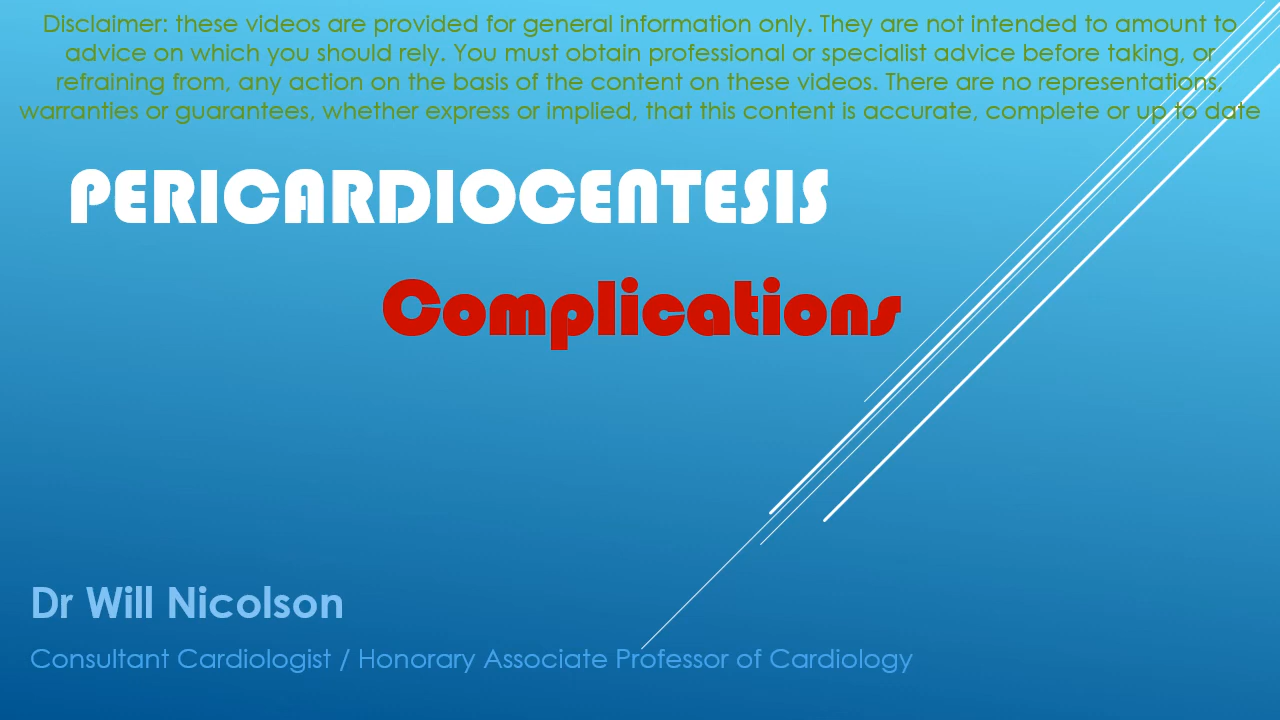 Disclaimer: these videos are provided for general information only. They are not intended to amount to
advice on which you should rely. You must obtain professional or specialist advice before taking, or
refraining from, any action on the basis of the content on these videos. There are no representations,
warranties or guarantees, whether express or implied, that this content is accurate, complete or up to date
PERICARDIOCENTESIS
Complications
Dr Will Nicolson
Consultant Cardiologist / Honorary Associate Professor of Cardiology